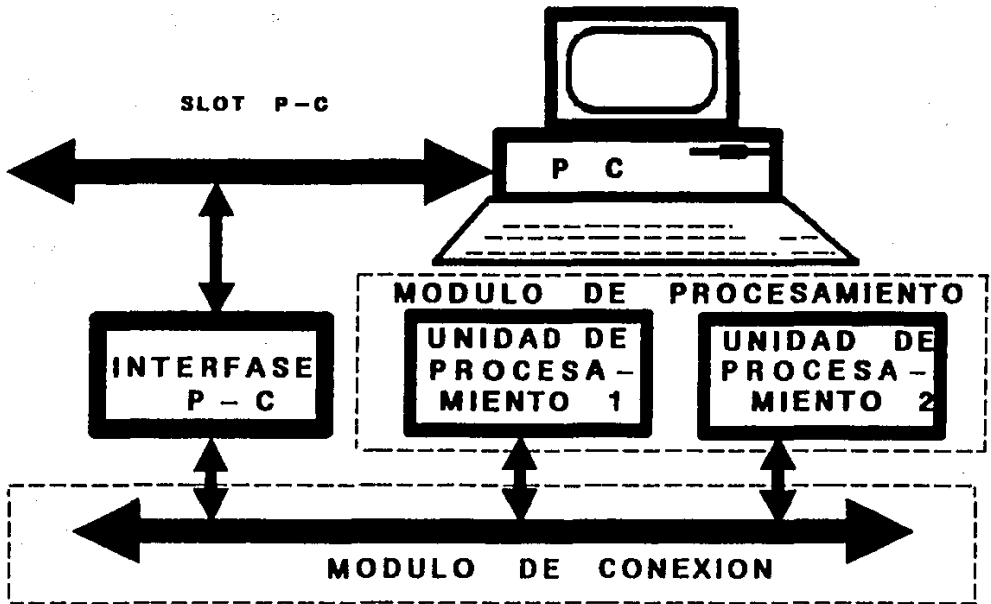 SLOT P-C
P C
MODULO DE PROCESAMIENTO
INTERFASE
P-C
UNIDAD DE
PROCESA-
MIENTO 1
UNIDAD DE
PROCESA-
MIENTO 2
MODULO DE CONEXION